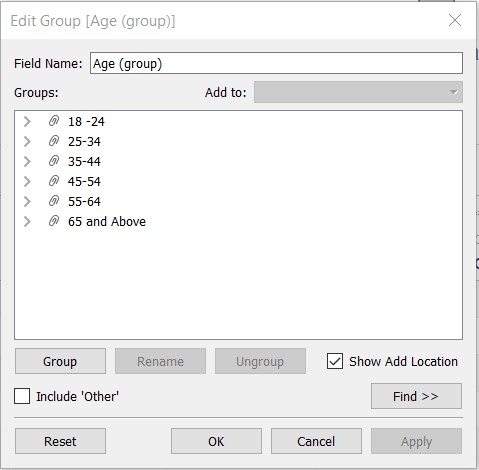 Edit Group [Age (group)]
Field Name: Age (group)
Groups: Add to:
18 -24
25-34
35-44
45-54
55-64
65 and Above
Group Rename Ungroup Show Add Location
Include 'Other' Find >>
Reset OK Cancel Apply